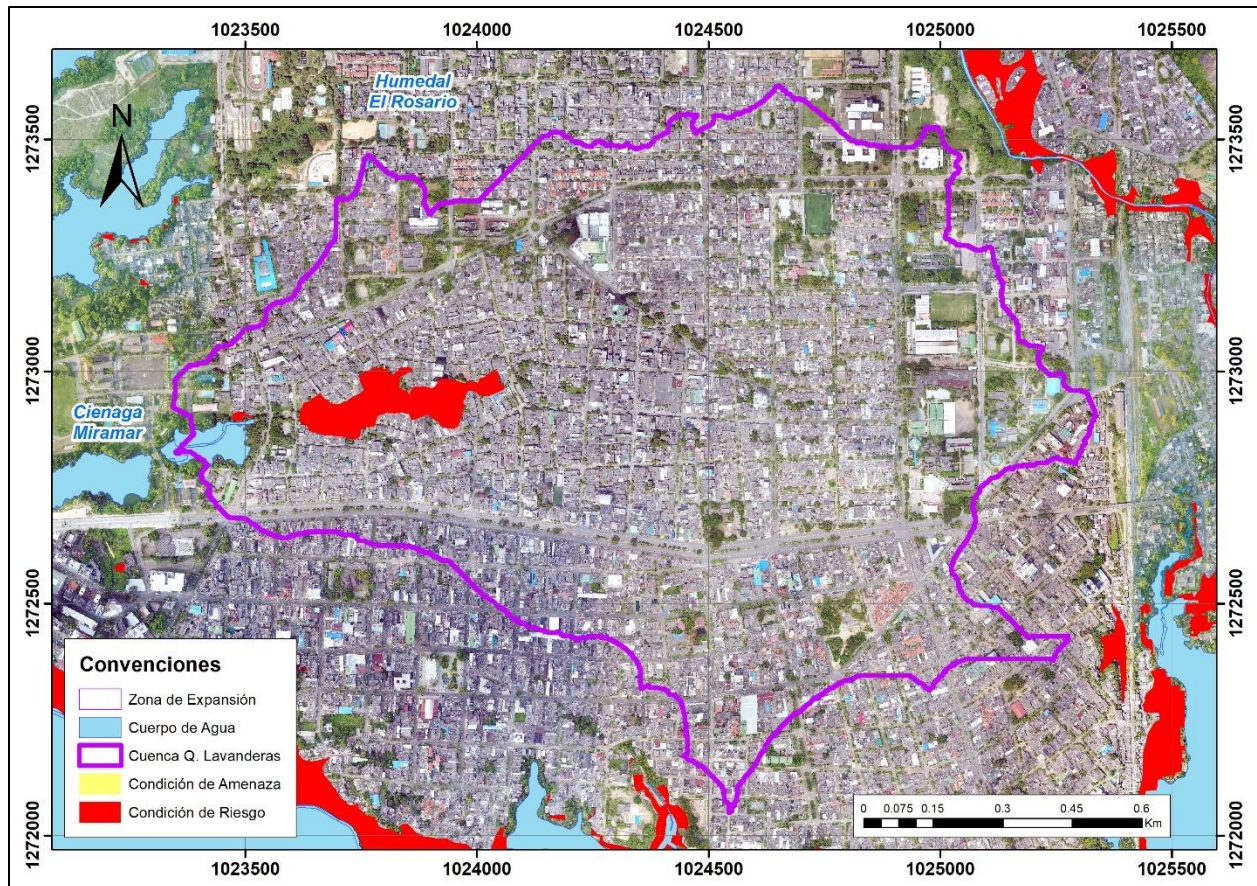 1023500 1024000 1024500 1025000 1025500
Humedal
El Rosario
N
1273500 1273500
1273000 1273000
Cienaga
Miramar
1272500 1272500
Convenciones
Zona de Expansión
Cuerpo de Agua
Cuenca Q. Lavanderas
Condición de Amenaza
Condición de Riesgo
0 0.075 0.15 0.3 0.45 0.6
Km
1272000 1272000
1023500 1024000 1024500 1025000 1025500